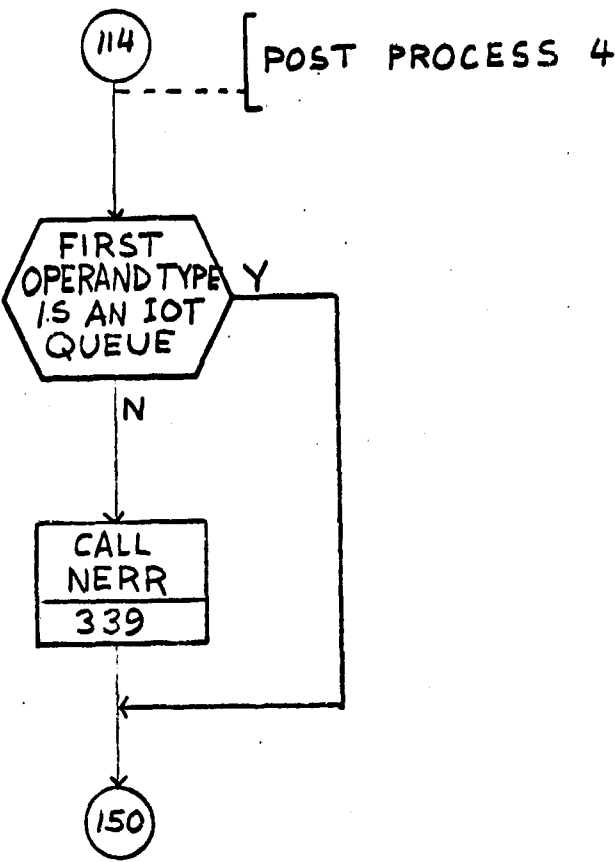 114
POST PROCESS 4
FIRST
OPERAND TYPE
IS AN IOT
QUEUE
Y
N
CALL
NERR
339
150